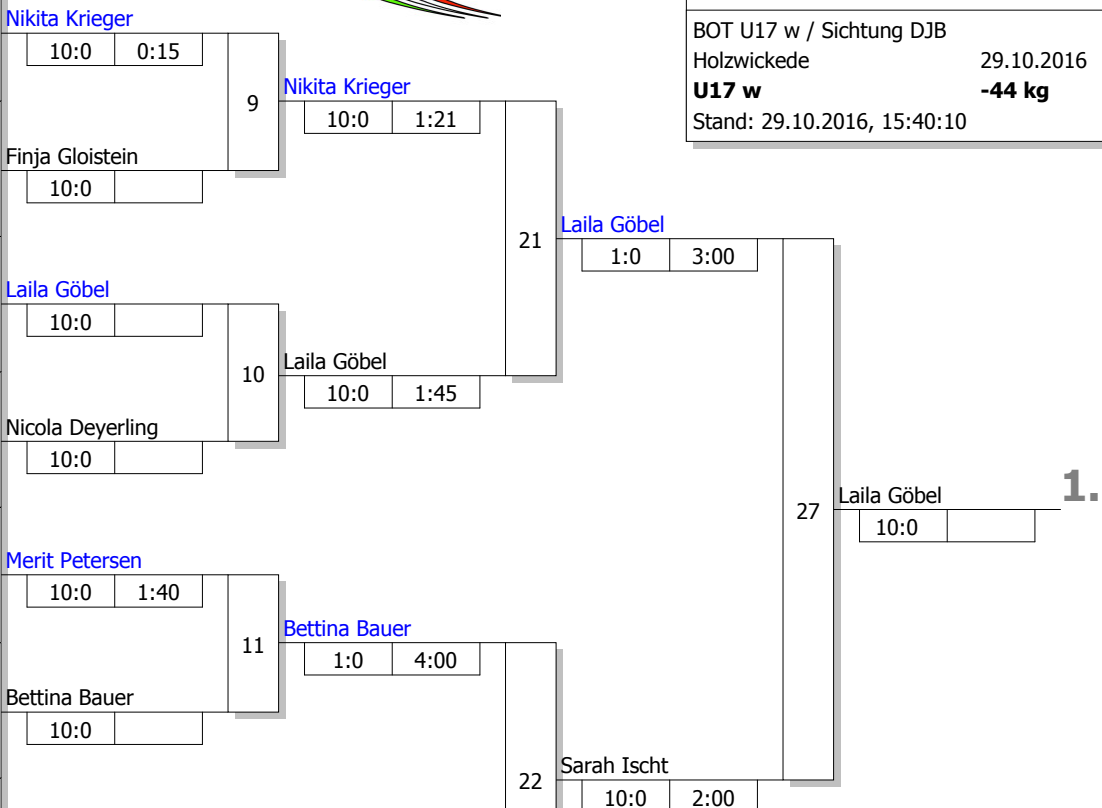 Nikita Krieger
10:0 0:15
9
Finja Gloistein
10:0
Laila Göbel
10:0
10
Nicola Deyerling
10:0
Merit Petersen
10:0 1:40
11
Bettina Bauer
10:0
Nikita Krieger
10:0 1:21
21
Laila Göbel
10:0 1:45
Bettina Bauer
1:0 4:00
22
Laila Göbel
1:0 3:00
27
Sarah Ischt
10:0 2:00
Laila Göbel
10:0
1.
BOT U17 w / Sichtung DJB
Holzwickede 29.10.2016
U17 w -44 kg
Stand: 29.10.2016, 15:40:10